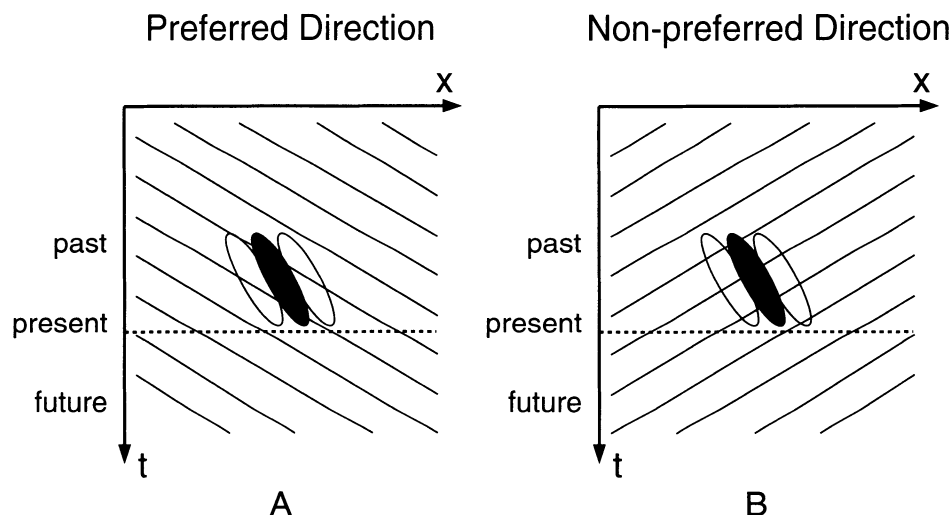 Preferred Direction
x
past
present
future
t
A
Non-preferred Direction
x
past
present
future
t
B